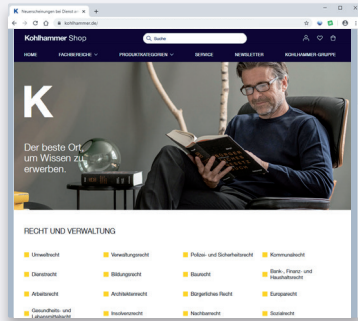 Neuerscheinungen bei Dienst-u
kohlhammer.de/
Kohlhammer Shop
Suche
HOME
FACHBEREICHE
PRODUKTKATEGORIEN
SERVICE
NEWSLETTER
KOHLHAMMER-GRUPPE
K
Der beste Ort,
um Wissen zu
erwerben.
RECHT UND VERWALTUNG
Umweltrecht
Verwaltungsrecht
Polizei- und Sicherheitsrecht
Kommunalrecht
Dienstrecht
Bildungsrecht
Baurecht
Bank-, Finanz- und
Haushaltsrecht
Arbeitsrecht
Architektenrecht
Bürgerliches Recht
Europarecht
Gesundheits- und
Lebensmittelrecht
Insolvenzrecht
Nachbarrecht
Sozialrecht